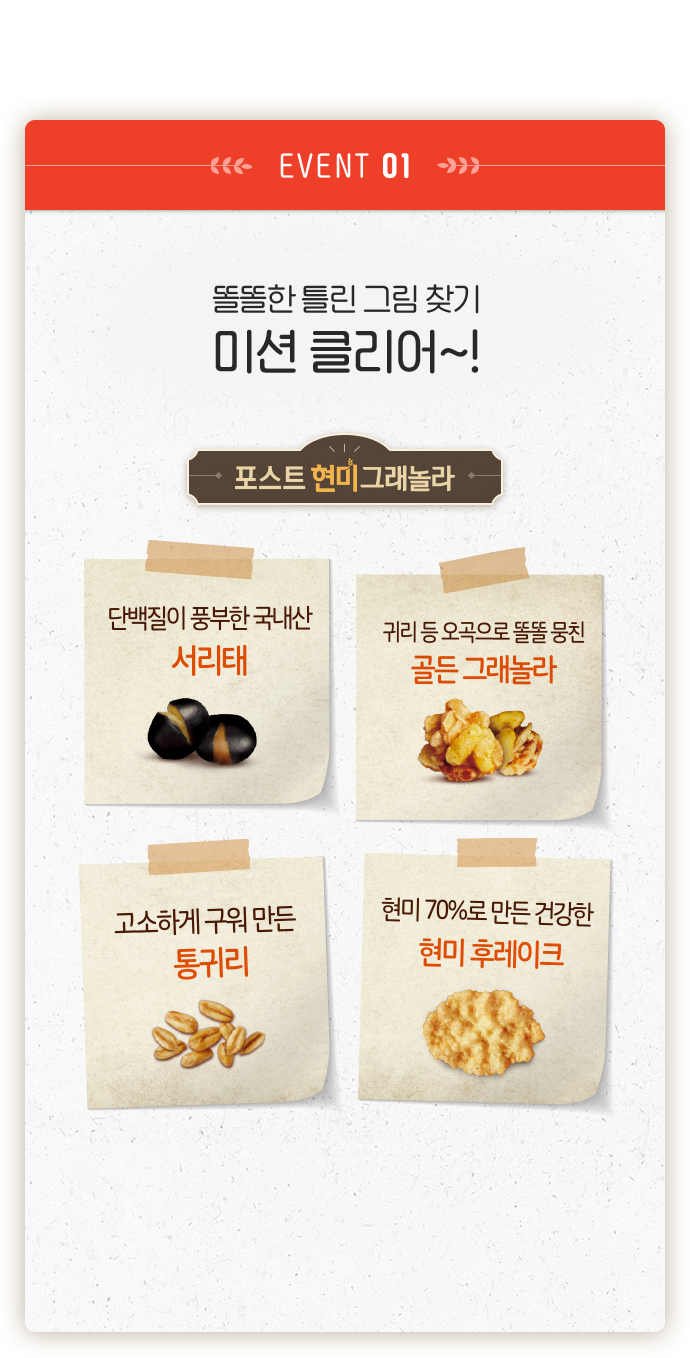 EVENT 01
똘똘한 틀린 그림 찾기
미션 클리어~!
포스트 현미그래놀라
단백질이 풍부한 국내산
서리태
귀리 등 오곡으로 똘똘 뭉친
골든 그래놀라
고소하게 구워 만든
통귀리
현미 70%로 만든 건강한
현미 후레이크